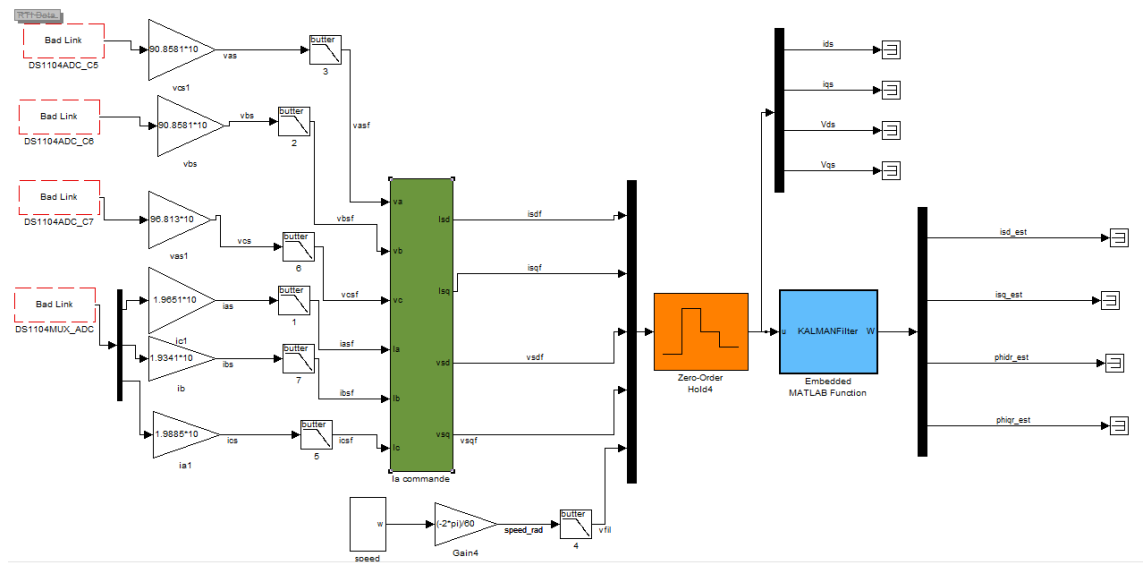 RTI Data
Bad Link
DS1104ADC_C5
90.8581*10
vcs1
vas
butter
3
vasf
Bad Link
DS1104ADC_C6
90.8581*10
vbs
vbs
butter
2
vbsf
Bad Link
DS1104ADC_C7
96.813*10
vas1
vcs
butter
6
vcsf
Bad Link
DS1104MUX_ADC
1.9651*10
ic1
ias
butter
1
iasf
1.9341*10
ib
ibs
butter
7
ibsf
1.9885*10
ia1
ics
butter
5
icsf
va
vb
vc
Ia
Ib
Ic
Isd
Isq
vsd
vsq
la commande
isdf
isqf
vsdf
vsqf
w
speed
(-2*pi)/60
Gain4
speed_rad
butter
4
vfil
Zero-Order
Hold4
u
KALMANFilter
W
Embedded
MATLAB Function
ids
iqs
Vds
Vqs
isd_est
isq_est
phidr_est
phiqr_est